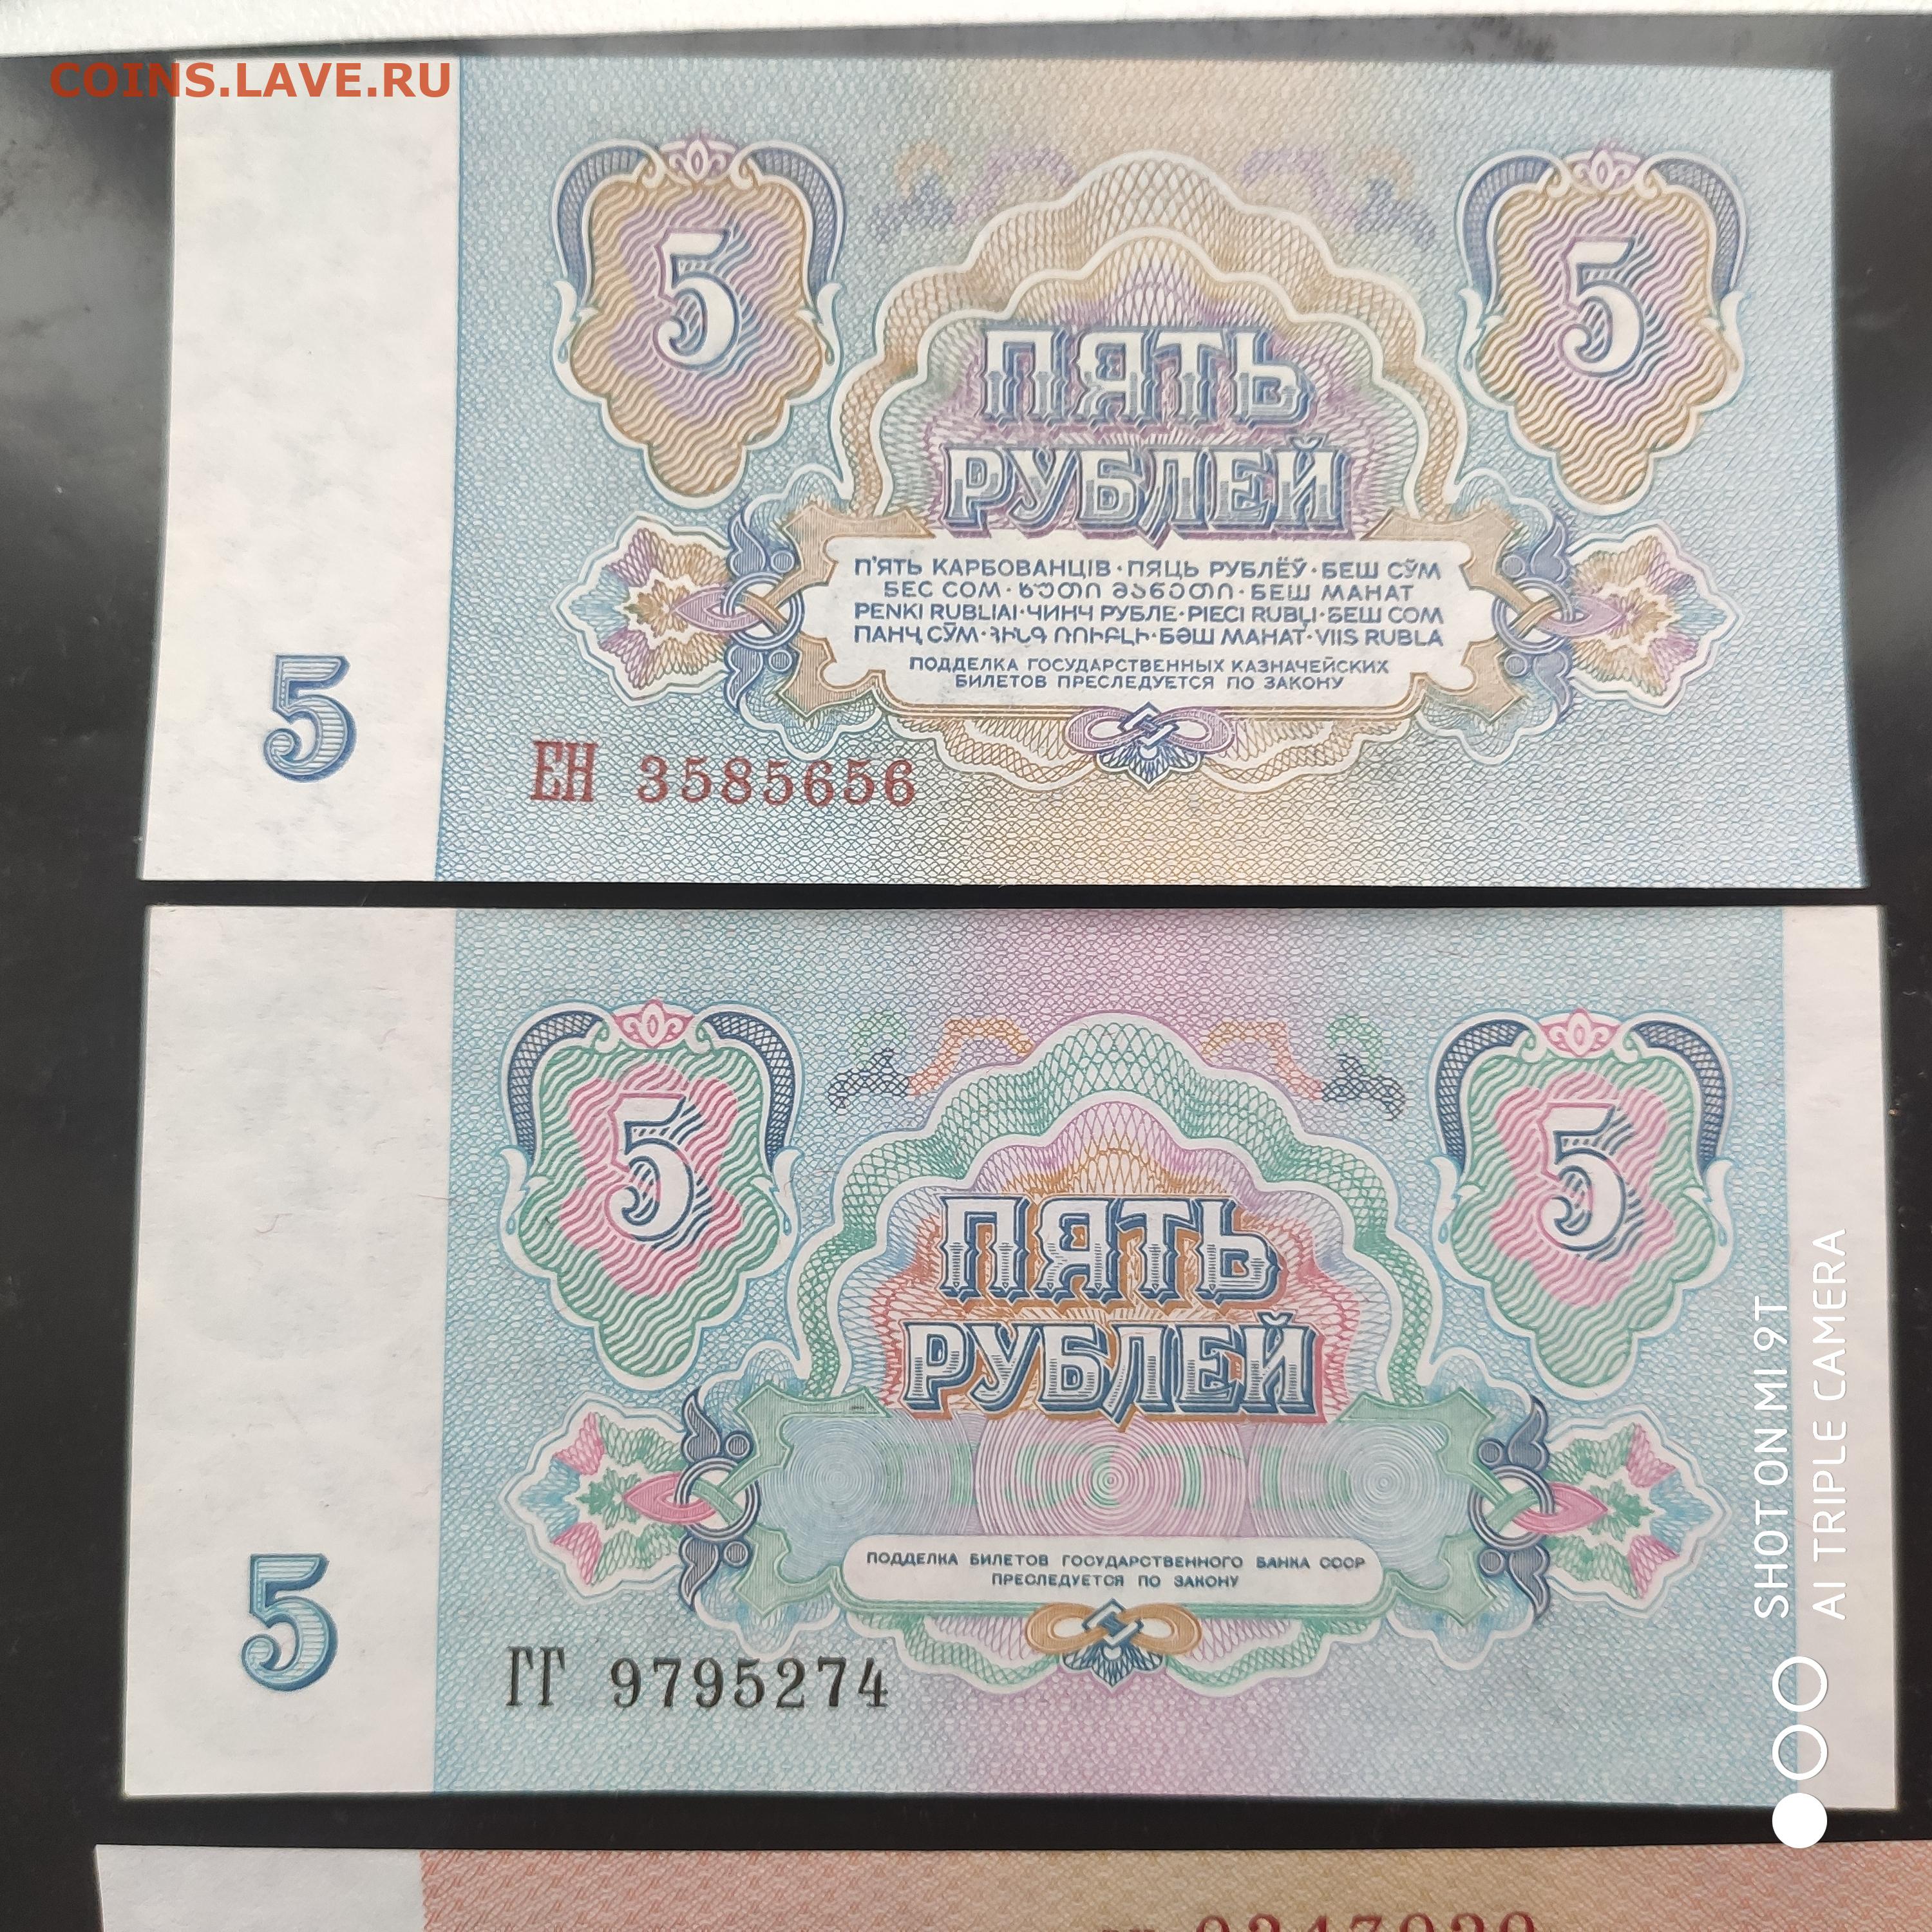 COINS.LAVE.RU
5
5
ПЯТЬ
РУБЛЕЙ
П'ЯТЬ КАРБОВАНЦІВ·ПЯЦЬ РУБЛЁЎ·БЕШ СЎМ
БЕС СОМ·ხუთი მანეთი·БЕШ МАНАТ
PENKI RUBLIAI·ЧИНЧ РУБЛЕ·PIECI RUBĻI·БЕШ СОМ
ПАНҶ СӮМ·ՀԻՆԳ ՌՈՒԲԼԻ·БӘШ МАНАТ·VIIS RUBLA
ПОДДЕЛКА ГОСУДАРСТВЕННЫХ КАЗНАЧЕЙСКИХ
БИЛЕТОВ ПРЕСЛЕДУЕТСЯ ПО ЗАКОНУ
5
ЕН 3585656
5
5
ПЯТЬ
РУБЛЕЙ
ПОДДЕЛКА БИЛЕТОВ ГОСУДАРСТВЕННОГО БАНКА СССР
ПРЕСЛЕДУЕТСЯ ПО ЗАКОНУ
5
ГГ 9795274
SHOT ON MI 9T
AI TRIPLE CAMERA